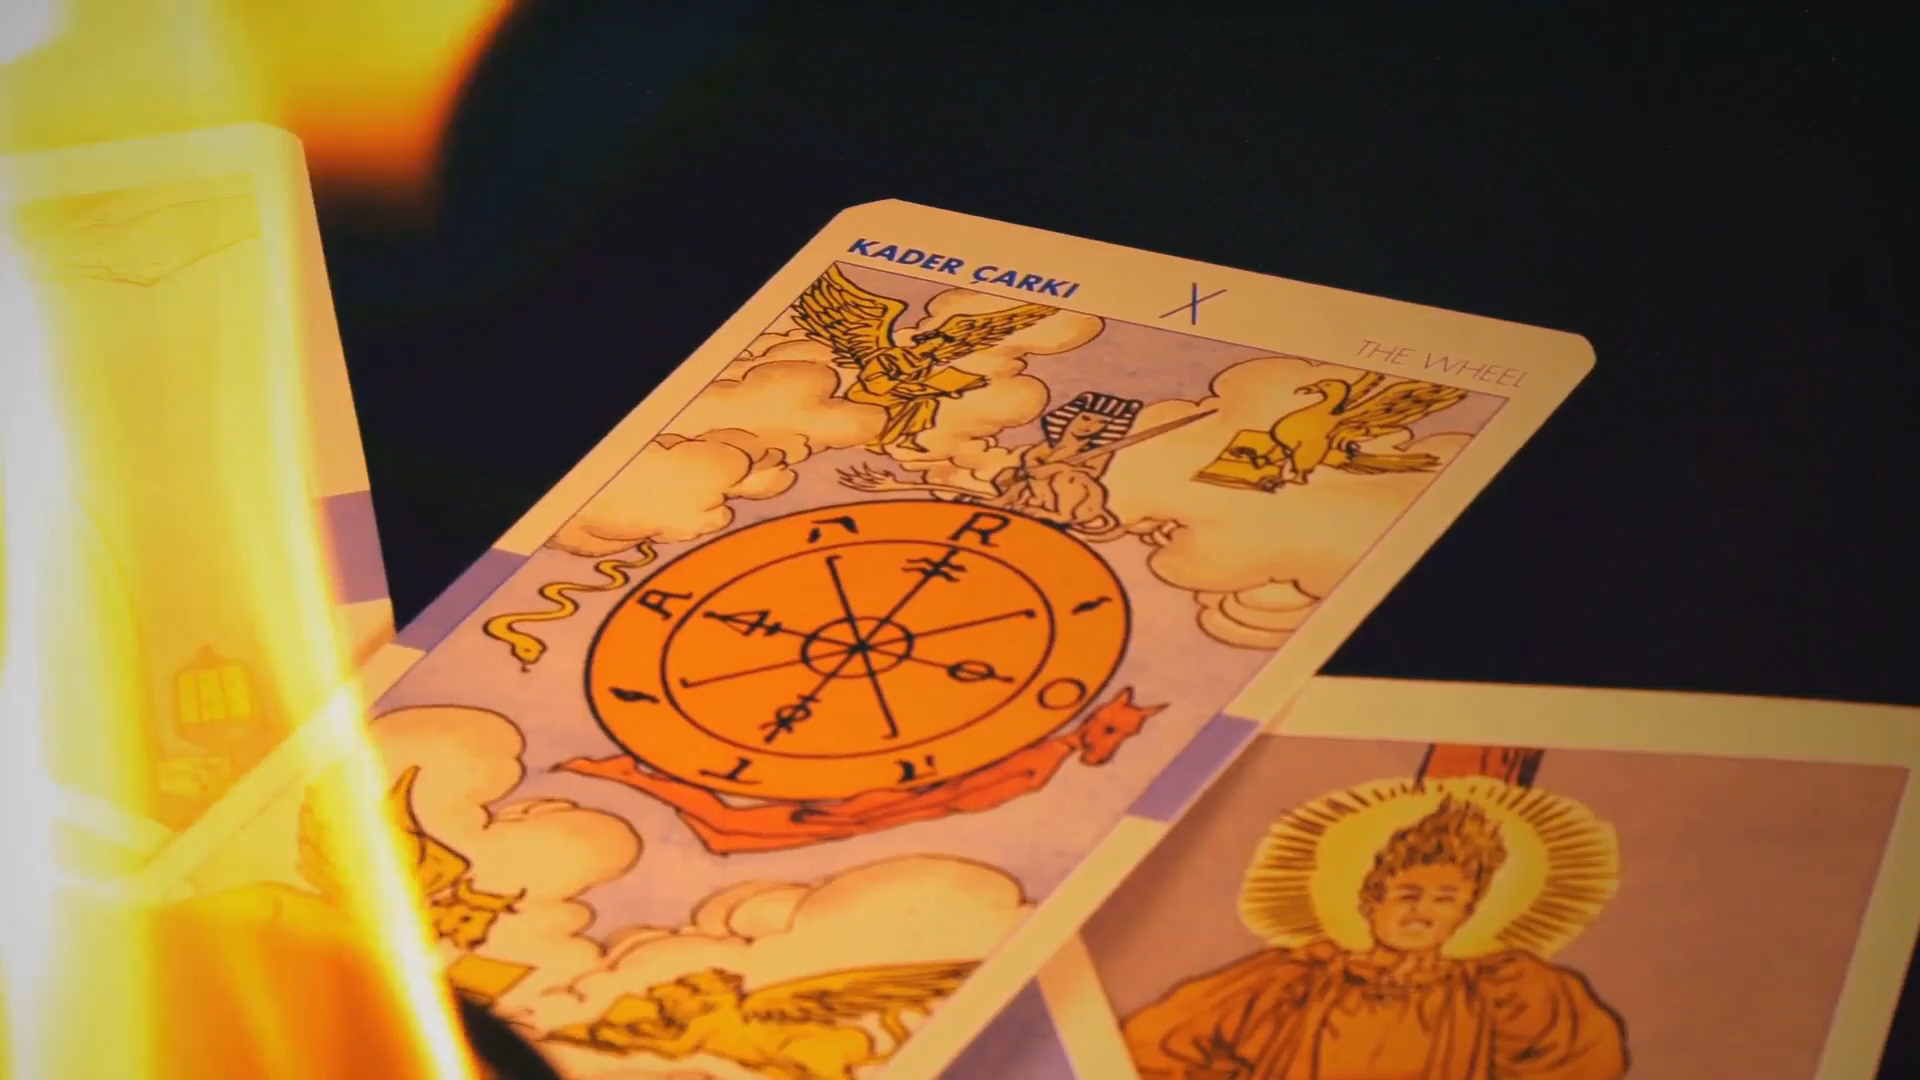 KADER ÇARKI
X
THE WHEEL
R
O
T
A